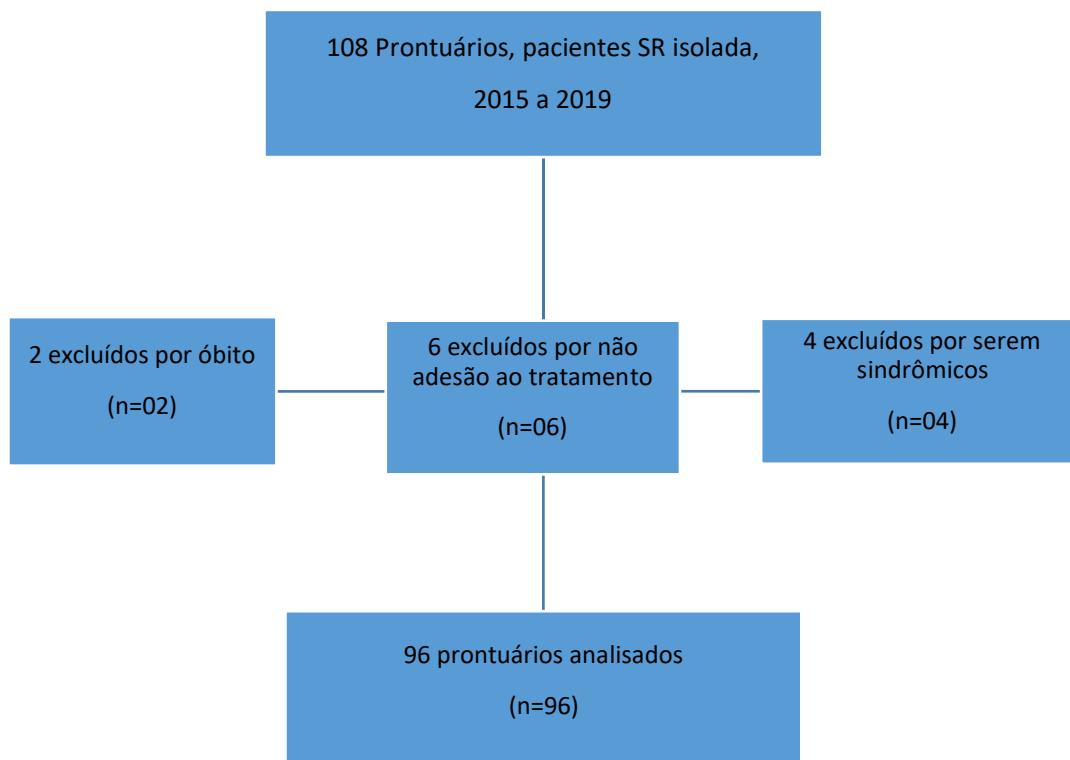 108 Prontuários, pacientes SR isolada,
2015 a 2019
2 excluídos por óbito
(n=02)
6 excluídos por não
adesão ao tratamento
(n=06)
4 excluídos por serem
sindrômicos
(n=04)
96 prontuários analisados
(n=96)